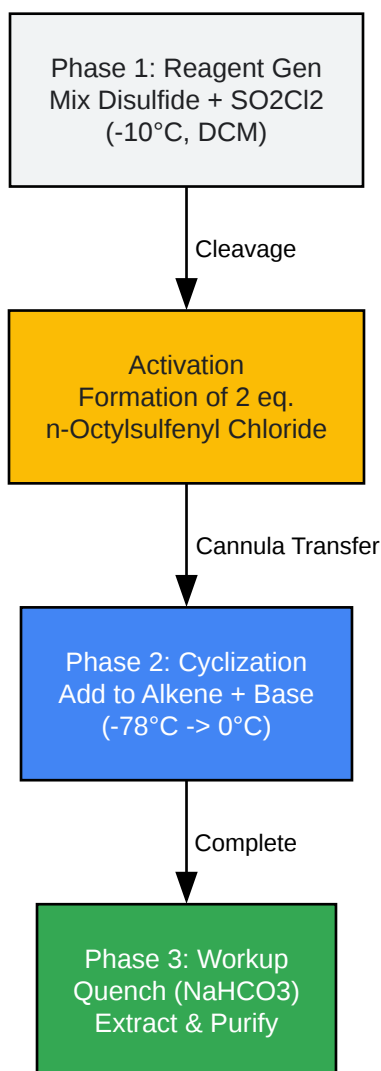 Phase 1: Reagent Gen
Mix Disulfide + SO2Cl2
(-10°C, DCM)
Cleavage
Activation
Formation of 2 eq.
n-Octylsulfenyl Chloride
Cannula Transfer
Phase 2: Cyclization
Add to Alkene + Base
(-78°C -> 0°C)
Complete
Phase 3: Workup
Quench (NaHCO3)
Extract & Purify